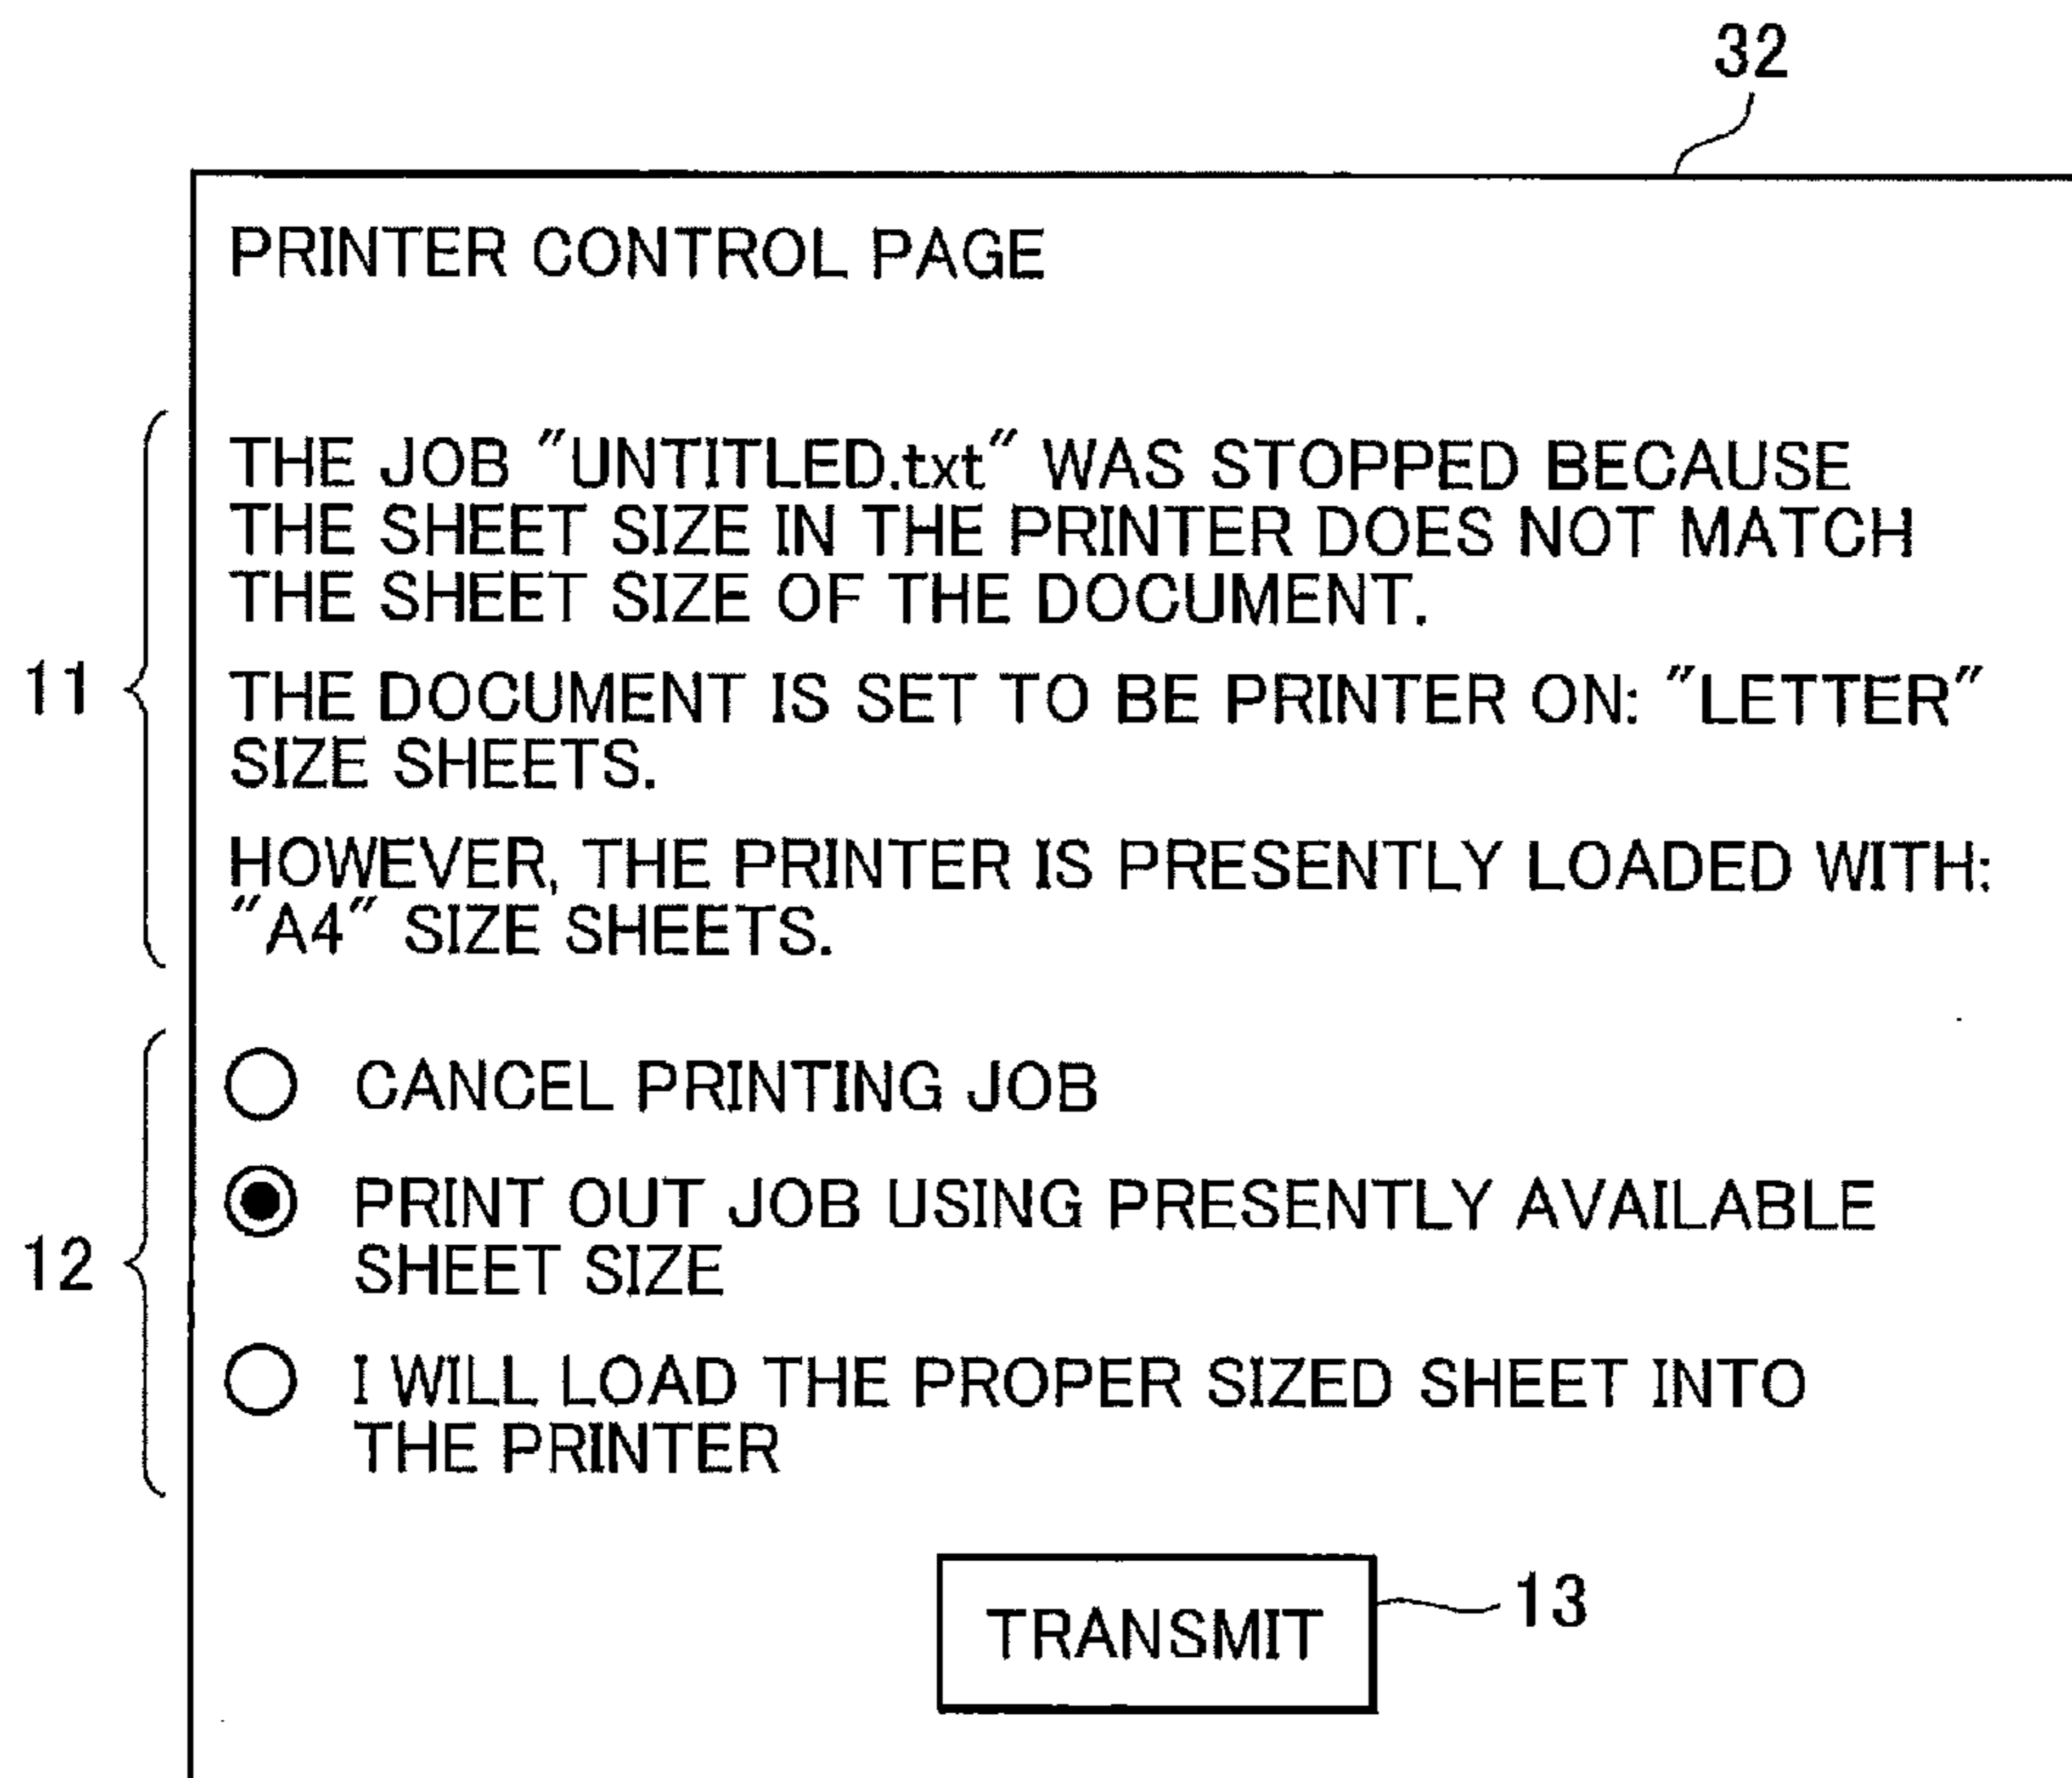 32
PRINTER CONTROL PAGE
THE JOB "UNTITLED.txt" WAS STOPPED BECAUSE
THE SHEET SIZE IN THE PRINTER DOES NOT MATCH
THE SHEET SIZE OF THE DOCUMENT.
11
THE DOCUMENT IS SET TO BE PRINTER ON: "LETTER"
SIZE SHEETS.
HOWEVER, THE PRINTER IS PRESENTLY LOADED WITH:
"A4" SIZE SHEETS.
CANCEL PRINTING JOB
PRINT OUT JOB USING PRESENTLY AVAILABLE
SHEET SIZE
12
I WILL LOAD THE PROPER SIZED SHEET INTO
THE PRINTER
TRANSMIT
13